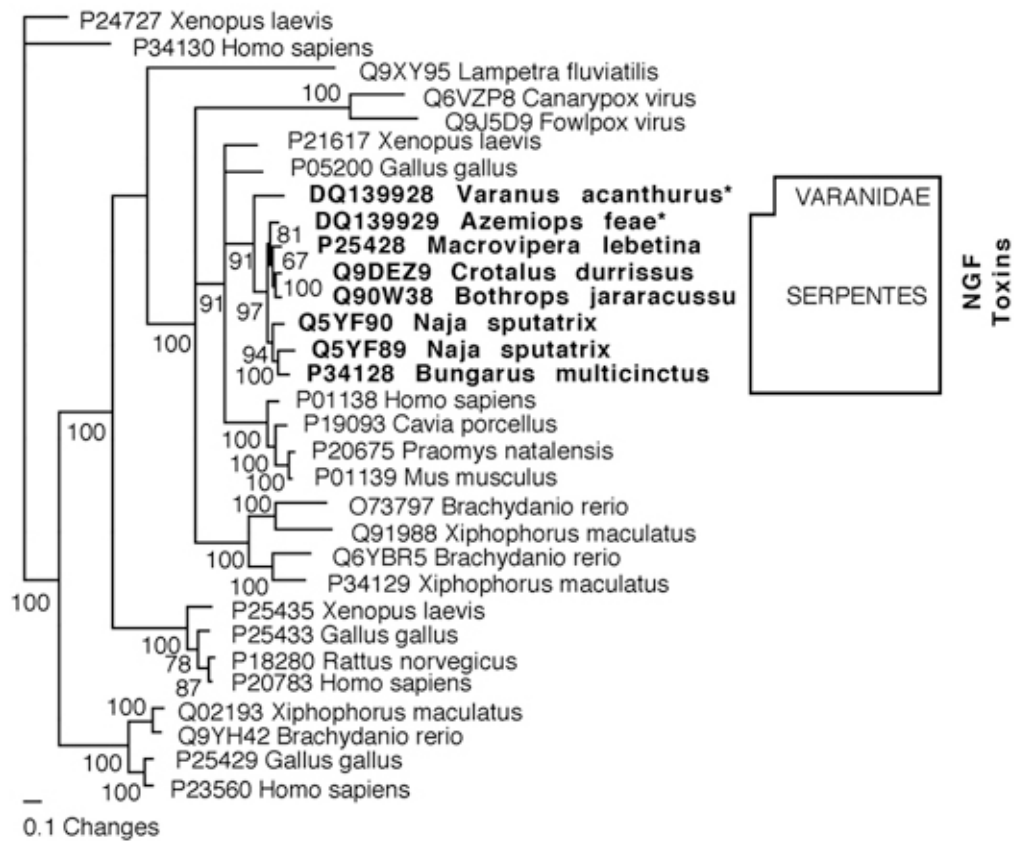 P24727 Xenopus laevis
P34130 Homo sapiens
Q9XY95 Lampetra fluviatilis
100
Q6VZP8 Canarypox virus
Q9J5D9 Fowlpox virus
P21617 Xenopus laevis
P05200 Gallus gallus
DQ139928 Varanus acanthurus*
VARANIDAE
DQ139929 Azemiops feae*
81
P25428 Macrovipera lebetina
91
67
Q9DEZ9 Crotalus durrissus
100
Q90W38 Bothrops jararacussu
SERPENTES
NGF
Toxins
91
97
Q5YF90 Naja sputatrix
100
Q5YF89 Naja sputatrix
94
P34128 Bungarus multicinctus
100
P01138 Homo sapiens
P19093 Cavia porcellus
100
100
P20675 Praomys natalensis
100
P01139 Mus musculus
100
100
O73797 Brachydanio rerio
Q91988 Xiphophorus maculatus
100
Q6YBR5 Brachydanio rerio
100
P34129 Xiphophorus maculatus
100
P25435 Xenopus laevis
100
P25433 Gallus gallus
78
P18280 Rattus norvegicus
87
P20783 Homo sapiens
100
Q02193 Xiphophorus maculatus
Q9YH42 Brachydanio rerio
100
P25429 Gallus gallus
100
P23560 Homo sapiens
0.1 Changes